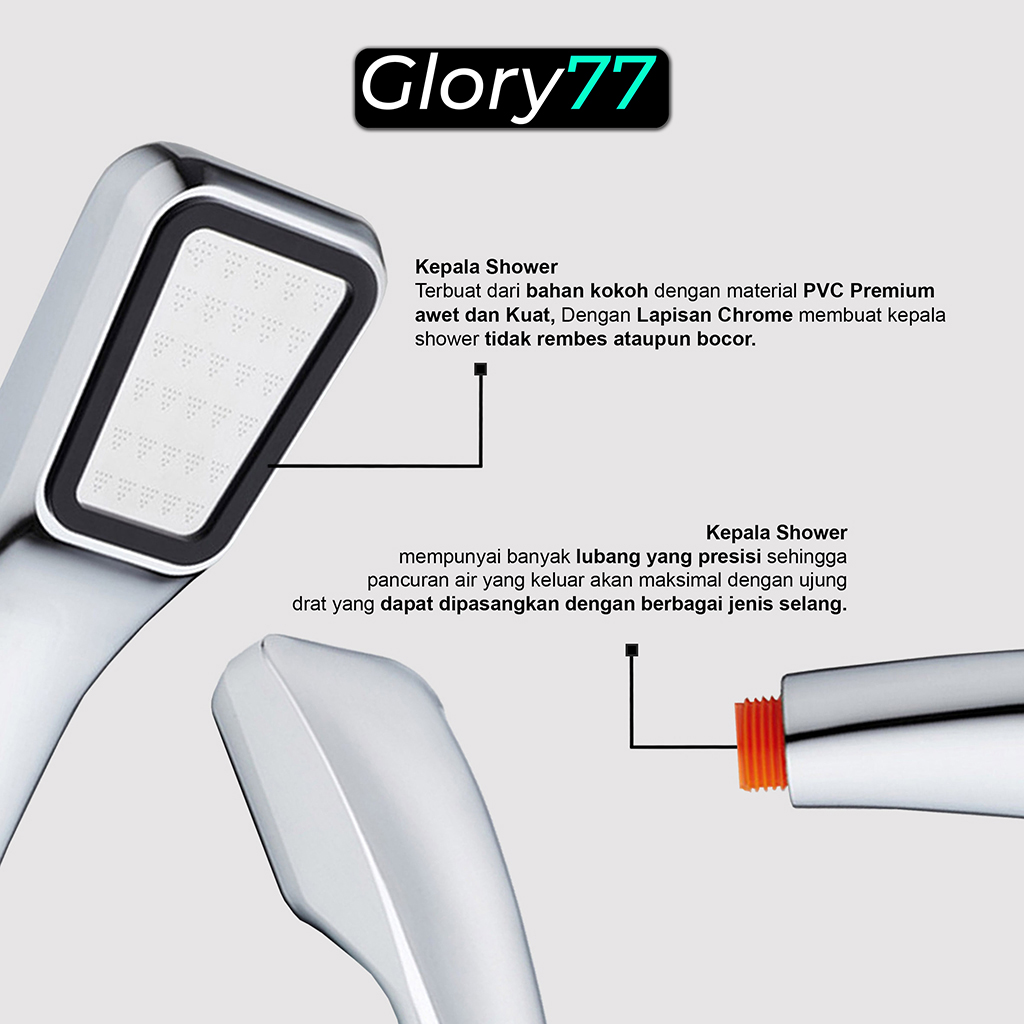 Glory77
Kepala Shower
Terbuat dari bahan kokoh dengan material PVC Premium
awet dan Kuat, Dengan Lapisan Chrome membuat kepala
shower tidak rembes ataupun bocor.
Kepala Shower
mempunyai banyak lubang yang presisi sehingga
pancuran air yang keluar akan maksimal dengan ujung
drat yang dapat dipasangkan dengan berbagai jenis selang.